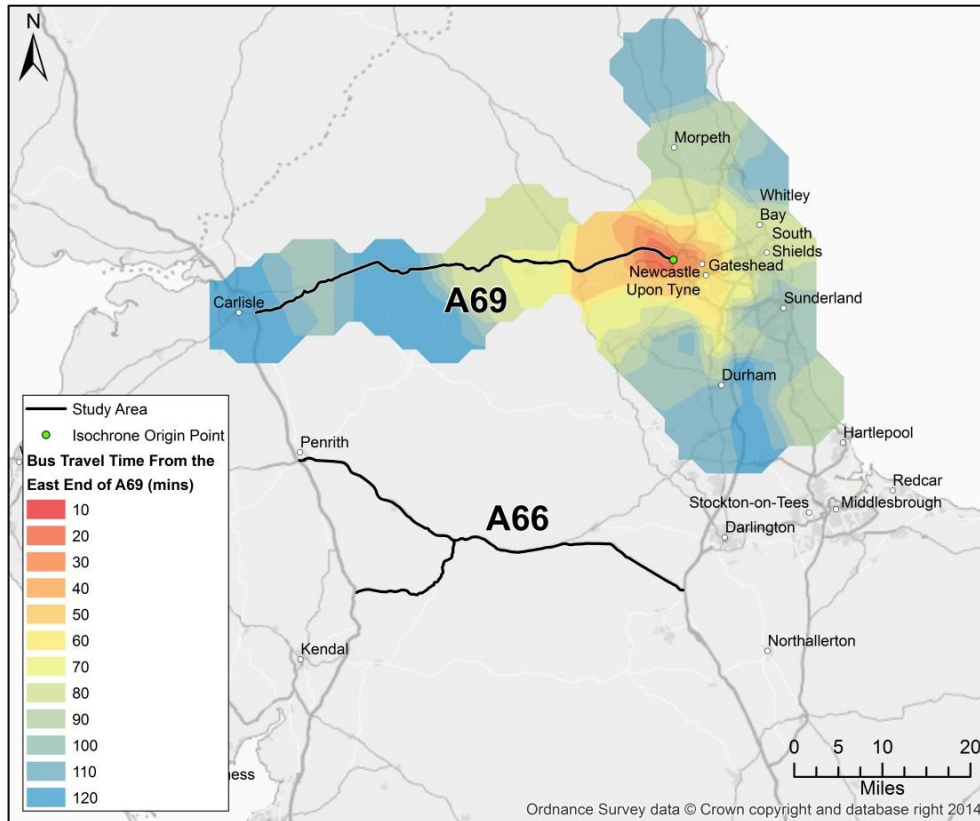 N
Morpeth
Whitley
Bay
South
Shields
Newcastle
Upon Tyne
Gateshead
Carlisle
A69
Sunderland
Durham
Study Area
Isochrone Origin Point
Bus Travel Time From the
East End of A69 (mins)
10
20
30
40
50
60
70
80
90
100
110
120
Penrith
A66
Hartlepool
Redcar
Stockton-on-Tees
Middlesbrough
Darlington
Kendal
Northallerton
0 5 10 20
Miles
Ordnance Survey data © Crown copyright and database right 2014